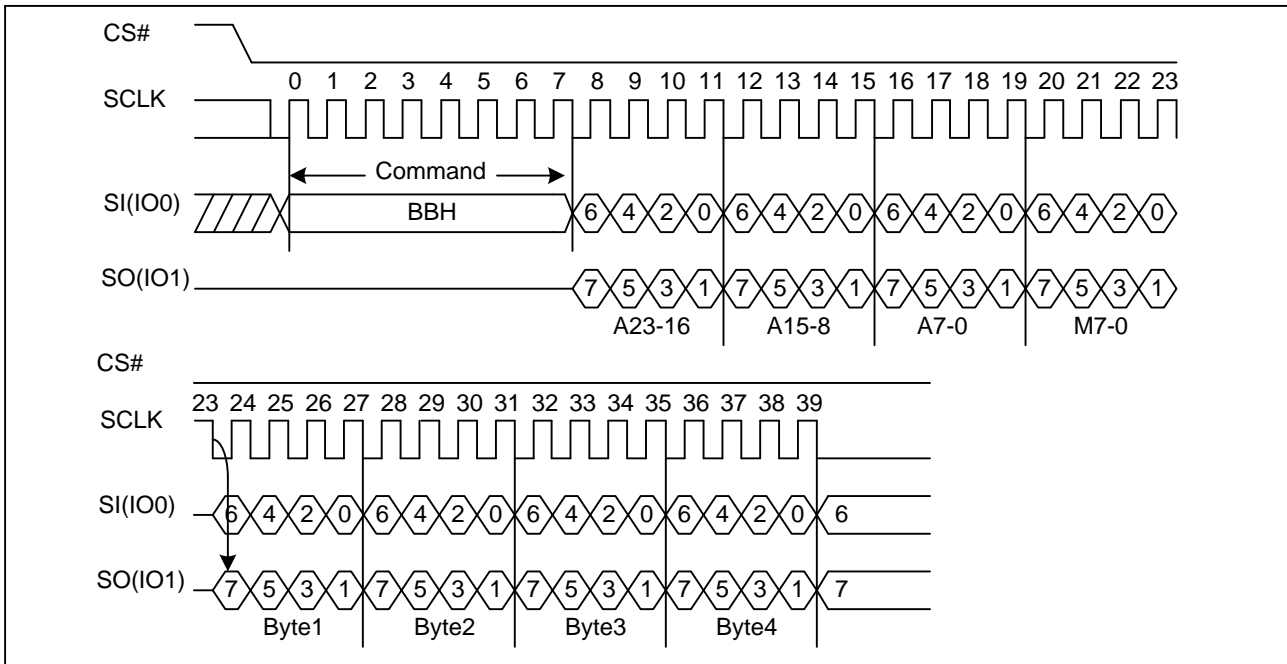 CS#
0 1 2 3 4 5 6 7 8 9 10 11 12 13 14 15 16 17 18 19 20 21 22 23
SCLK
Command
SI(IO0) BBH 6 4 2 0 6 4 2 0 6 4 2 0 6 4 2 0
SO(IO1) 7 5 3 1 7 5 3 1 7 5 3 1 7 5 3 1
A23-16 A15-8 A7-0 M7-0
CS#
23 24 25 26 27 28 29 30 31 32 33 34 35 36 37 38 39
SCLK
SI(IO0) 6 4 2 0 6 4 2 0 6 4 2 0 6 4 2 0 6
SO(IO1) 7 5 3 1 7 5 3 1 7 5 3 1 7 5 3 1 7
Byte1 Byte2 Byte3 Byte4